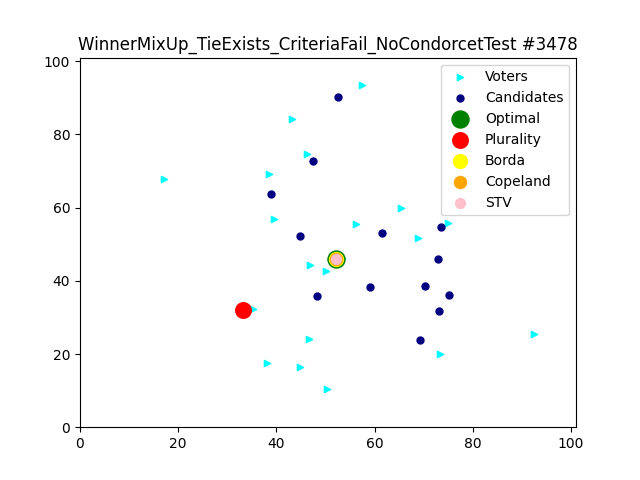 WinnerMixUp_TieExists_CriteriaFail_NoCondorcetTest #3478
100
80
60
40
20
0
0 20 40 60 80 100
Voters
Candidates
Optimal
Plurality
Borda
Copeland
STV